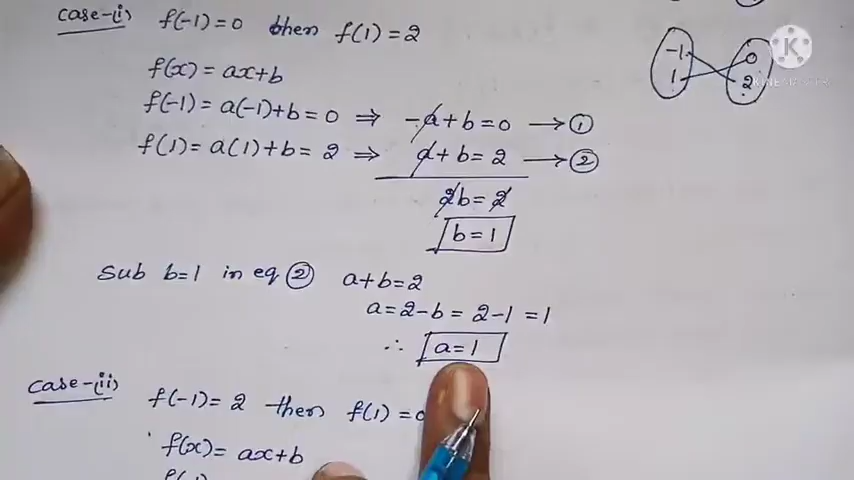 case-(i) f(-1)=0 then f(1)=2
f(x)=ax+b
f(-1)=a(-1)+b=0 ⇒ -a+b=0 → ①
f(1)=a(1)+b=2 ⇒ a+b=2 → ②
2b=2
b=1
sub b=1 in eq ② a+b=2
a=2-b=2-1=1
∴ a=1
case-(ii) f(-1)=2 then f(1)=0
f(x)=ax+b
-1 0
1 2
K
KINEMASTER